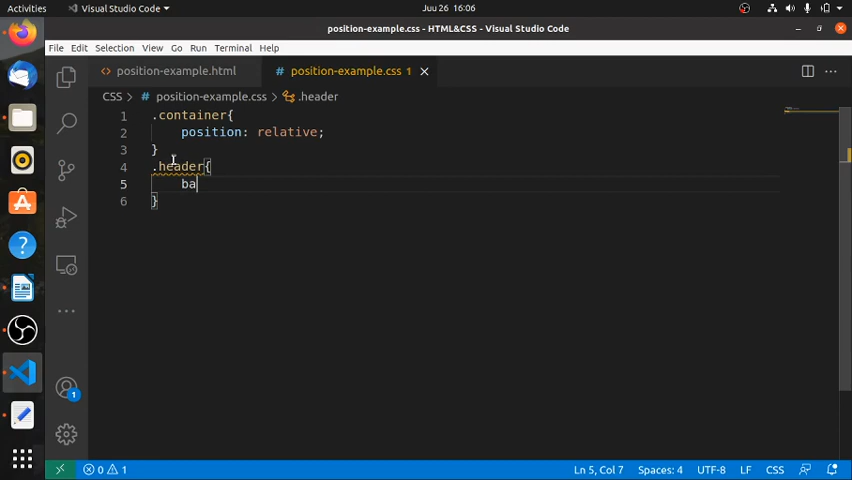 Activities Visual Studio Code Juu 26 16:06
position-example.css - HTML&CSS - Visual Studio Code
File Edit Selection View Go Run Terminal Help
position-example.html position-example.css 1
CSS > # position-example.css > .header
1 .container{
2 position: relative;
3 }
4 .header{
5 ba
6 }
1
0 1 Ln 5, Col 7 Spaces: 4 UTF-8 LF CSS